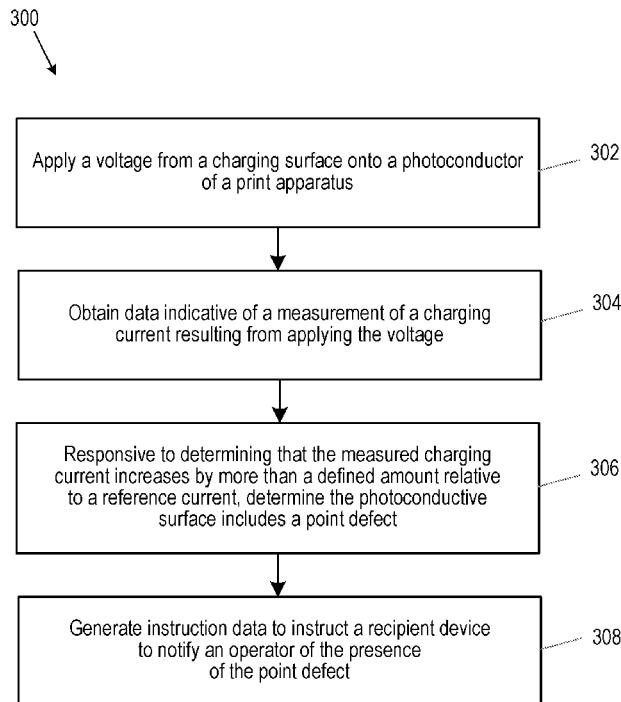 300
Apply a voltage from a charging surface onto a photoconductor
of a print apparatus
302
Obtain data indicative of a measurement of a charging
current resulting from applying the voltage
304
Responsive to determining that the measured charging
current increases by more than a defined amount relative
to a reference current, determine the photoconductive
surface includes a point defect
306
Generate instruction data to instruct a recipient device
to notify an operator of the presence
of the point defect
308